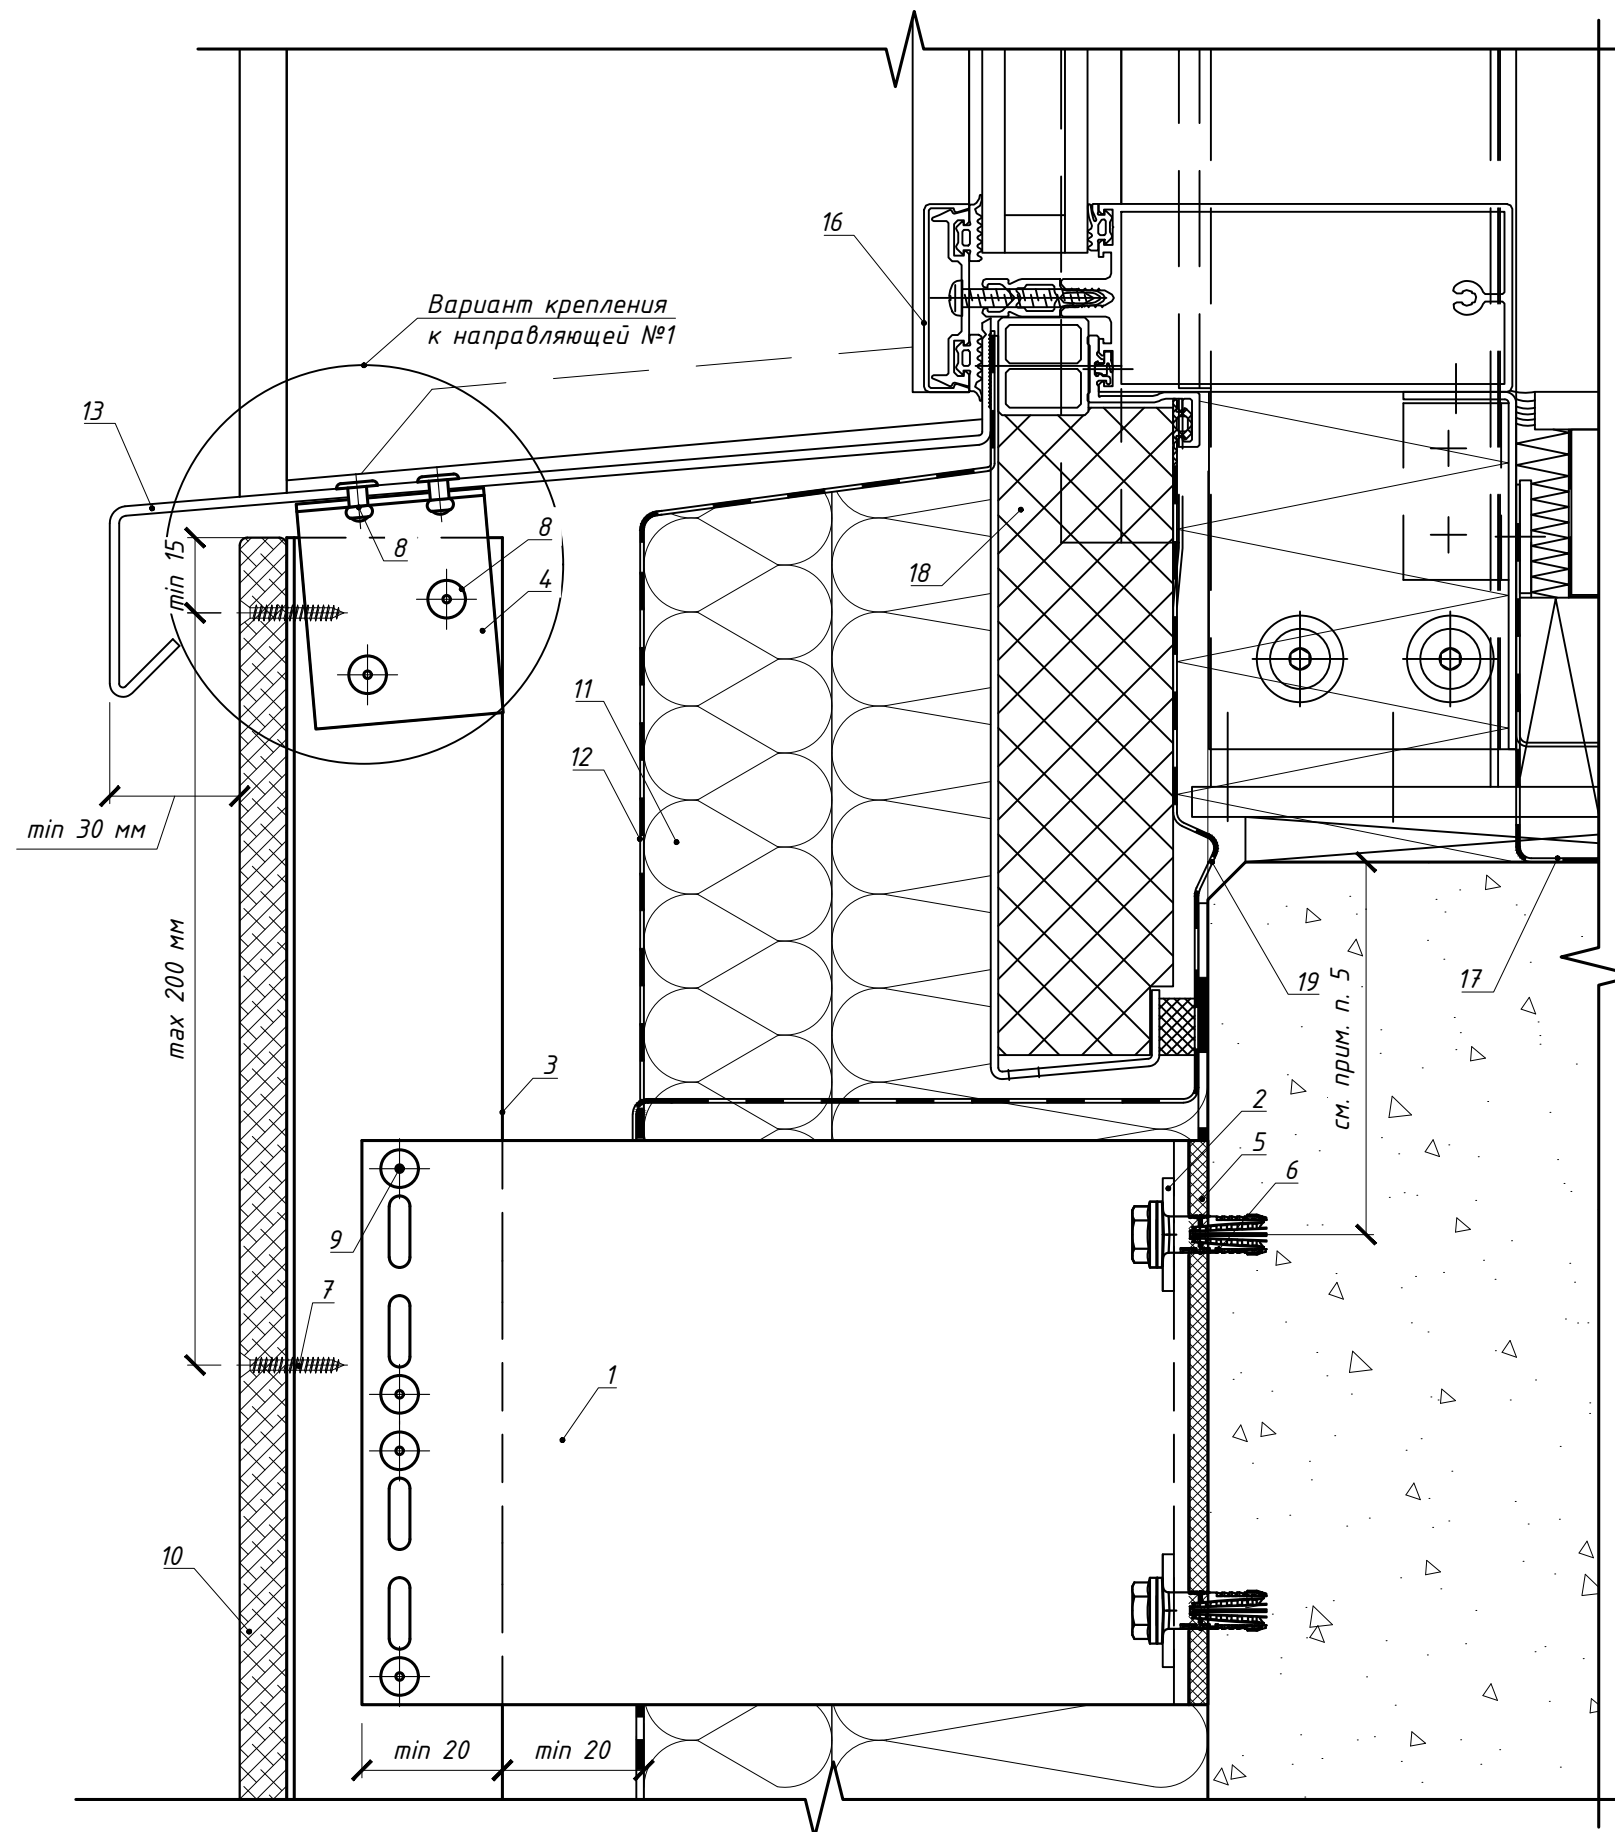 16
Вариант крепления
к направляющей №1
13
8
8
4
18
min 15
11
12
min 30 мм
max 200 мм
19
17
см. прим. п. 5
3
2
5
6
9
7
1
10
min 20
min 20